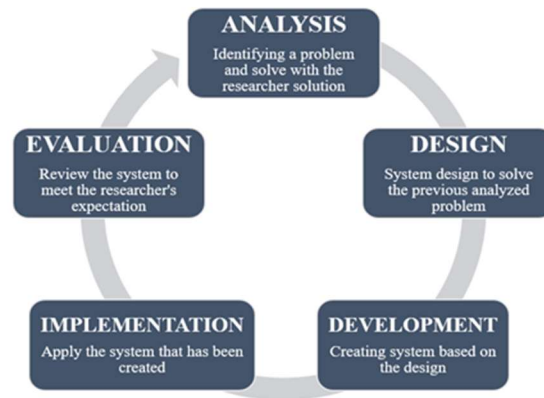 ANALYSIS
Identifying a problem
and solve with the
researcher solution
DESIGN
System design to solve
the previous analyzed
problem
DEVELOPMENT
Creating system based on
the design
IMPLEMENTATION
Apply the system that has been
created
EVALUATION
Review the system to
meet the researcher's
expectation